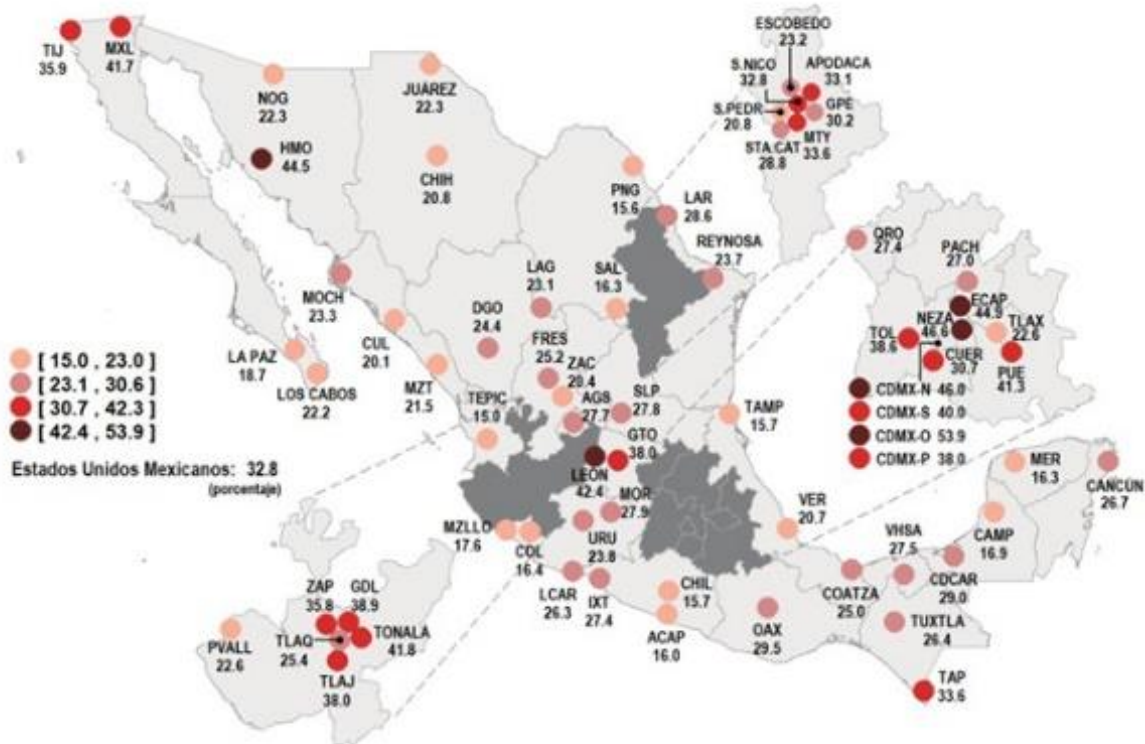 TIJ
35.9
MXL
41.7
NOG
22.3
HMO
44.5
JUÁREZ
22.3
CHIH
20.8
PNG
15.6
LAR
28.6
REYNOSA
23.7
ESCOBEDO
23.2
S.NICO
32.8
APODACA
33.1
S.PEDR
20.8
GPE
30.2
MTY
33.6
STA.CAT
28.8
QRO
27.4
PACH
27.0
ECAP
44.9
NEZA
46.6
TLAX
22.6
TOL
38.6
CUER
30.7
PUE
41.3
CDMX-N 46.0
CDMX-S 40.0
CDMX-O 53.9
CDMX-P 38.0
MOCH
23.3
CUL
20.1
LA PAZ
18.7
LOS CABOS
22.2
MZT
21.5
DGO
24.4
LAG
23.1
SAL
16.3
FRES
25.2
ZAC
20.4
AGS
27.7
SLP
27.8
TEPIC
15.0
TAMP
15.7
GTO
38.0
LEÓN
42.4
MOR
27.9
URU
23.8
MZLLO
17.6
COL
16.4
LCAR
26.3
IXT
27.4
CHIL
15.7
ACAP
16.0
VER
20.7
OAX
29.5
COATZA
25.0
VHSA
27.5
CDCAR
29.0
TUXTLA
26.4
TAP
33.6
CAMP
16.9
MER
16.3
CANCÚN
26.7
[ 15.0 , 23.0 ]
[ 23.1 , 30.6 ]
[ 30.7 , 42.3 ]
[ 42.4 , 53.9 ]
Estados Unidos Mexicanos: 32.8
(porcentaje)
PVALL
22.6
ZAP
35.8
GDL
38.9
TLAQ
25.4
TONALA
41.8
TLAJ
38.0